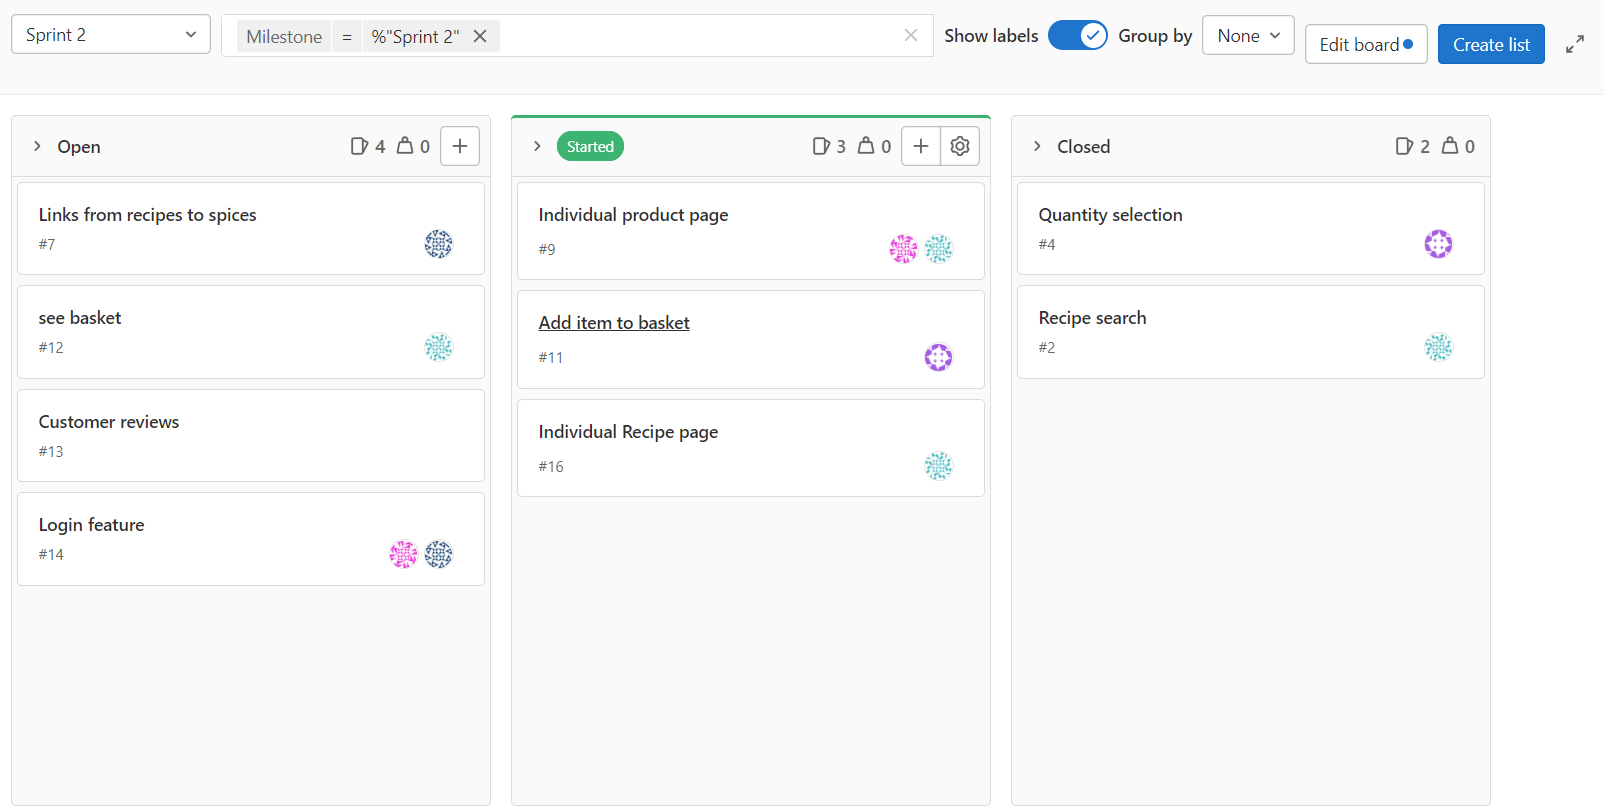 Sprint 2
Milestone = %"Sprint 2"
Show labels
Group by
None
Edit board
Create list
Open 4 0
Links from recipes to spices
#7
see basket
#12
Customer reviews
#13
Login feature
#14
Started 3 0
Individual product page
#9
Add item to basket
#11
Individual Recipe page
#16
Closed 2 0
Quantity selection
#4
Recipe search
#2